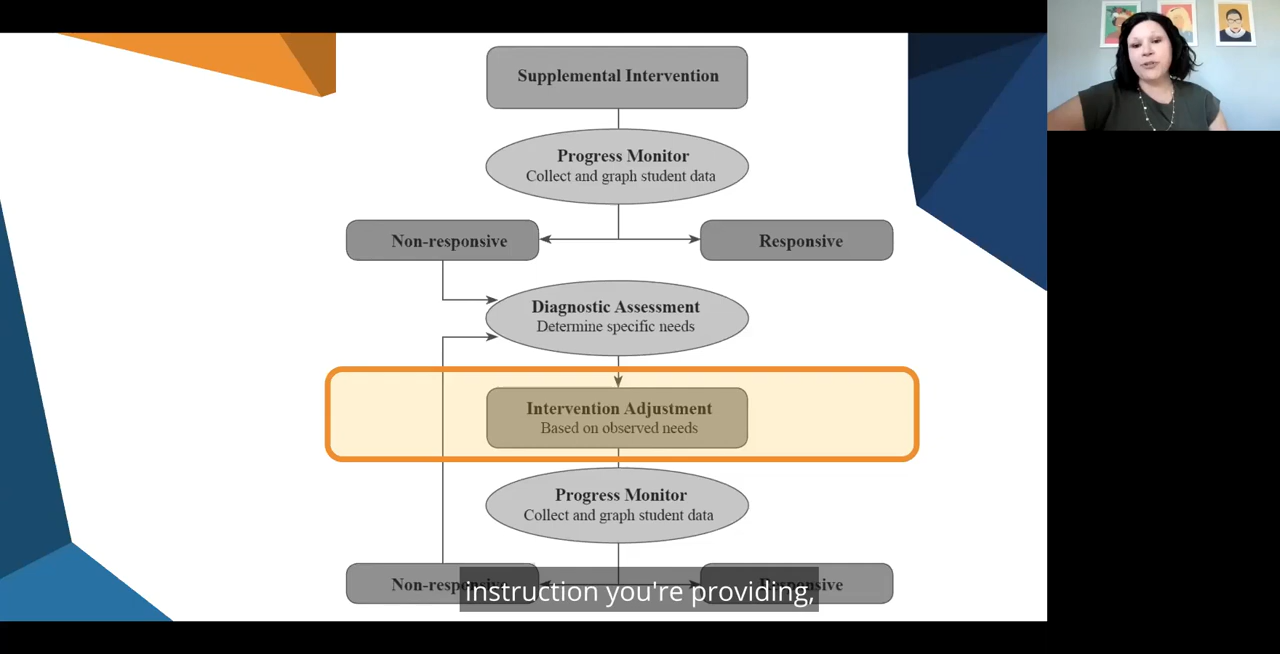 Supplemental Intervention
Progress Monitor
Collect and graph student data
Non-responsive
Responsive
Diagnostic Assessment
Determine specific needs
Intervention Adjustment
Based on observed needs
Progress Monitor
Collect and graph student data
Non-responsive
Responsive
instruction you're providing,